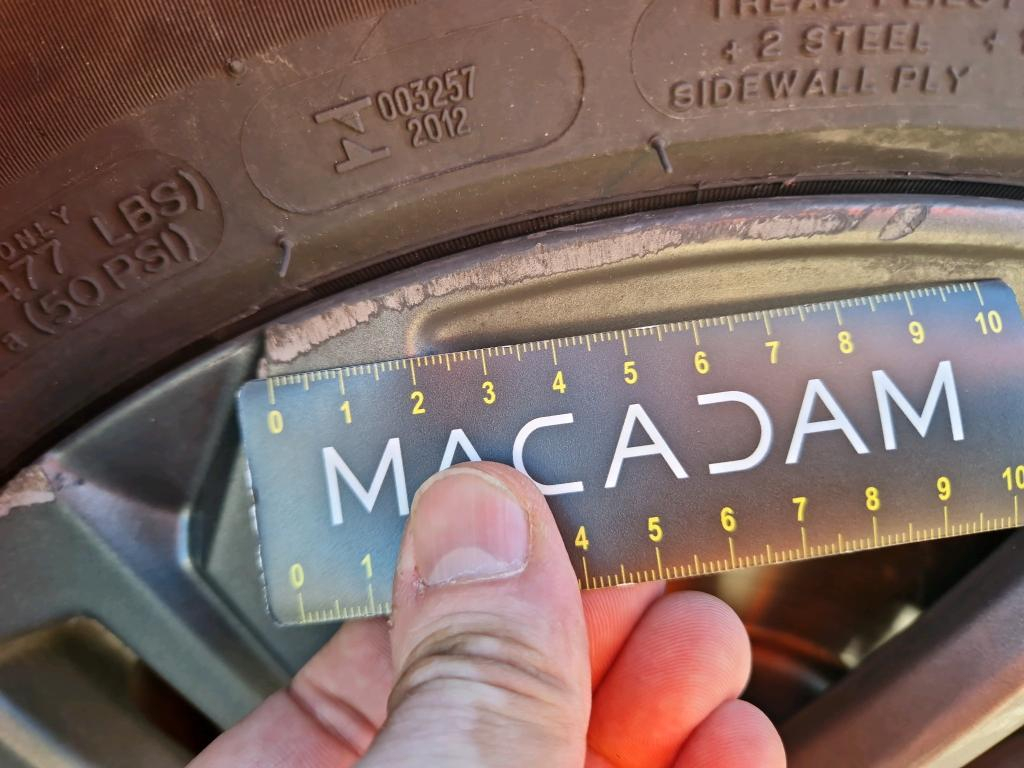 + 2 STEEL +
SIDEWALL PLY
003257
2012
ONLY
77 LBS)
(50 PSI)
0 1 2 3 4 5 6 7 8 9 10
MACADAM
0 1 4 5 6 7 8 9 10